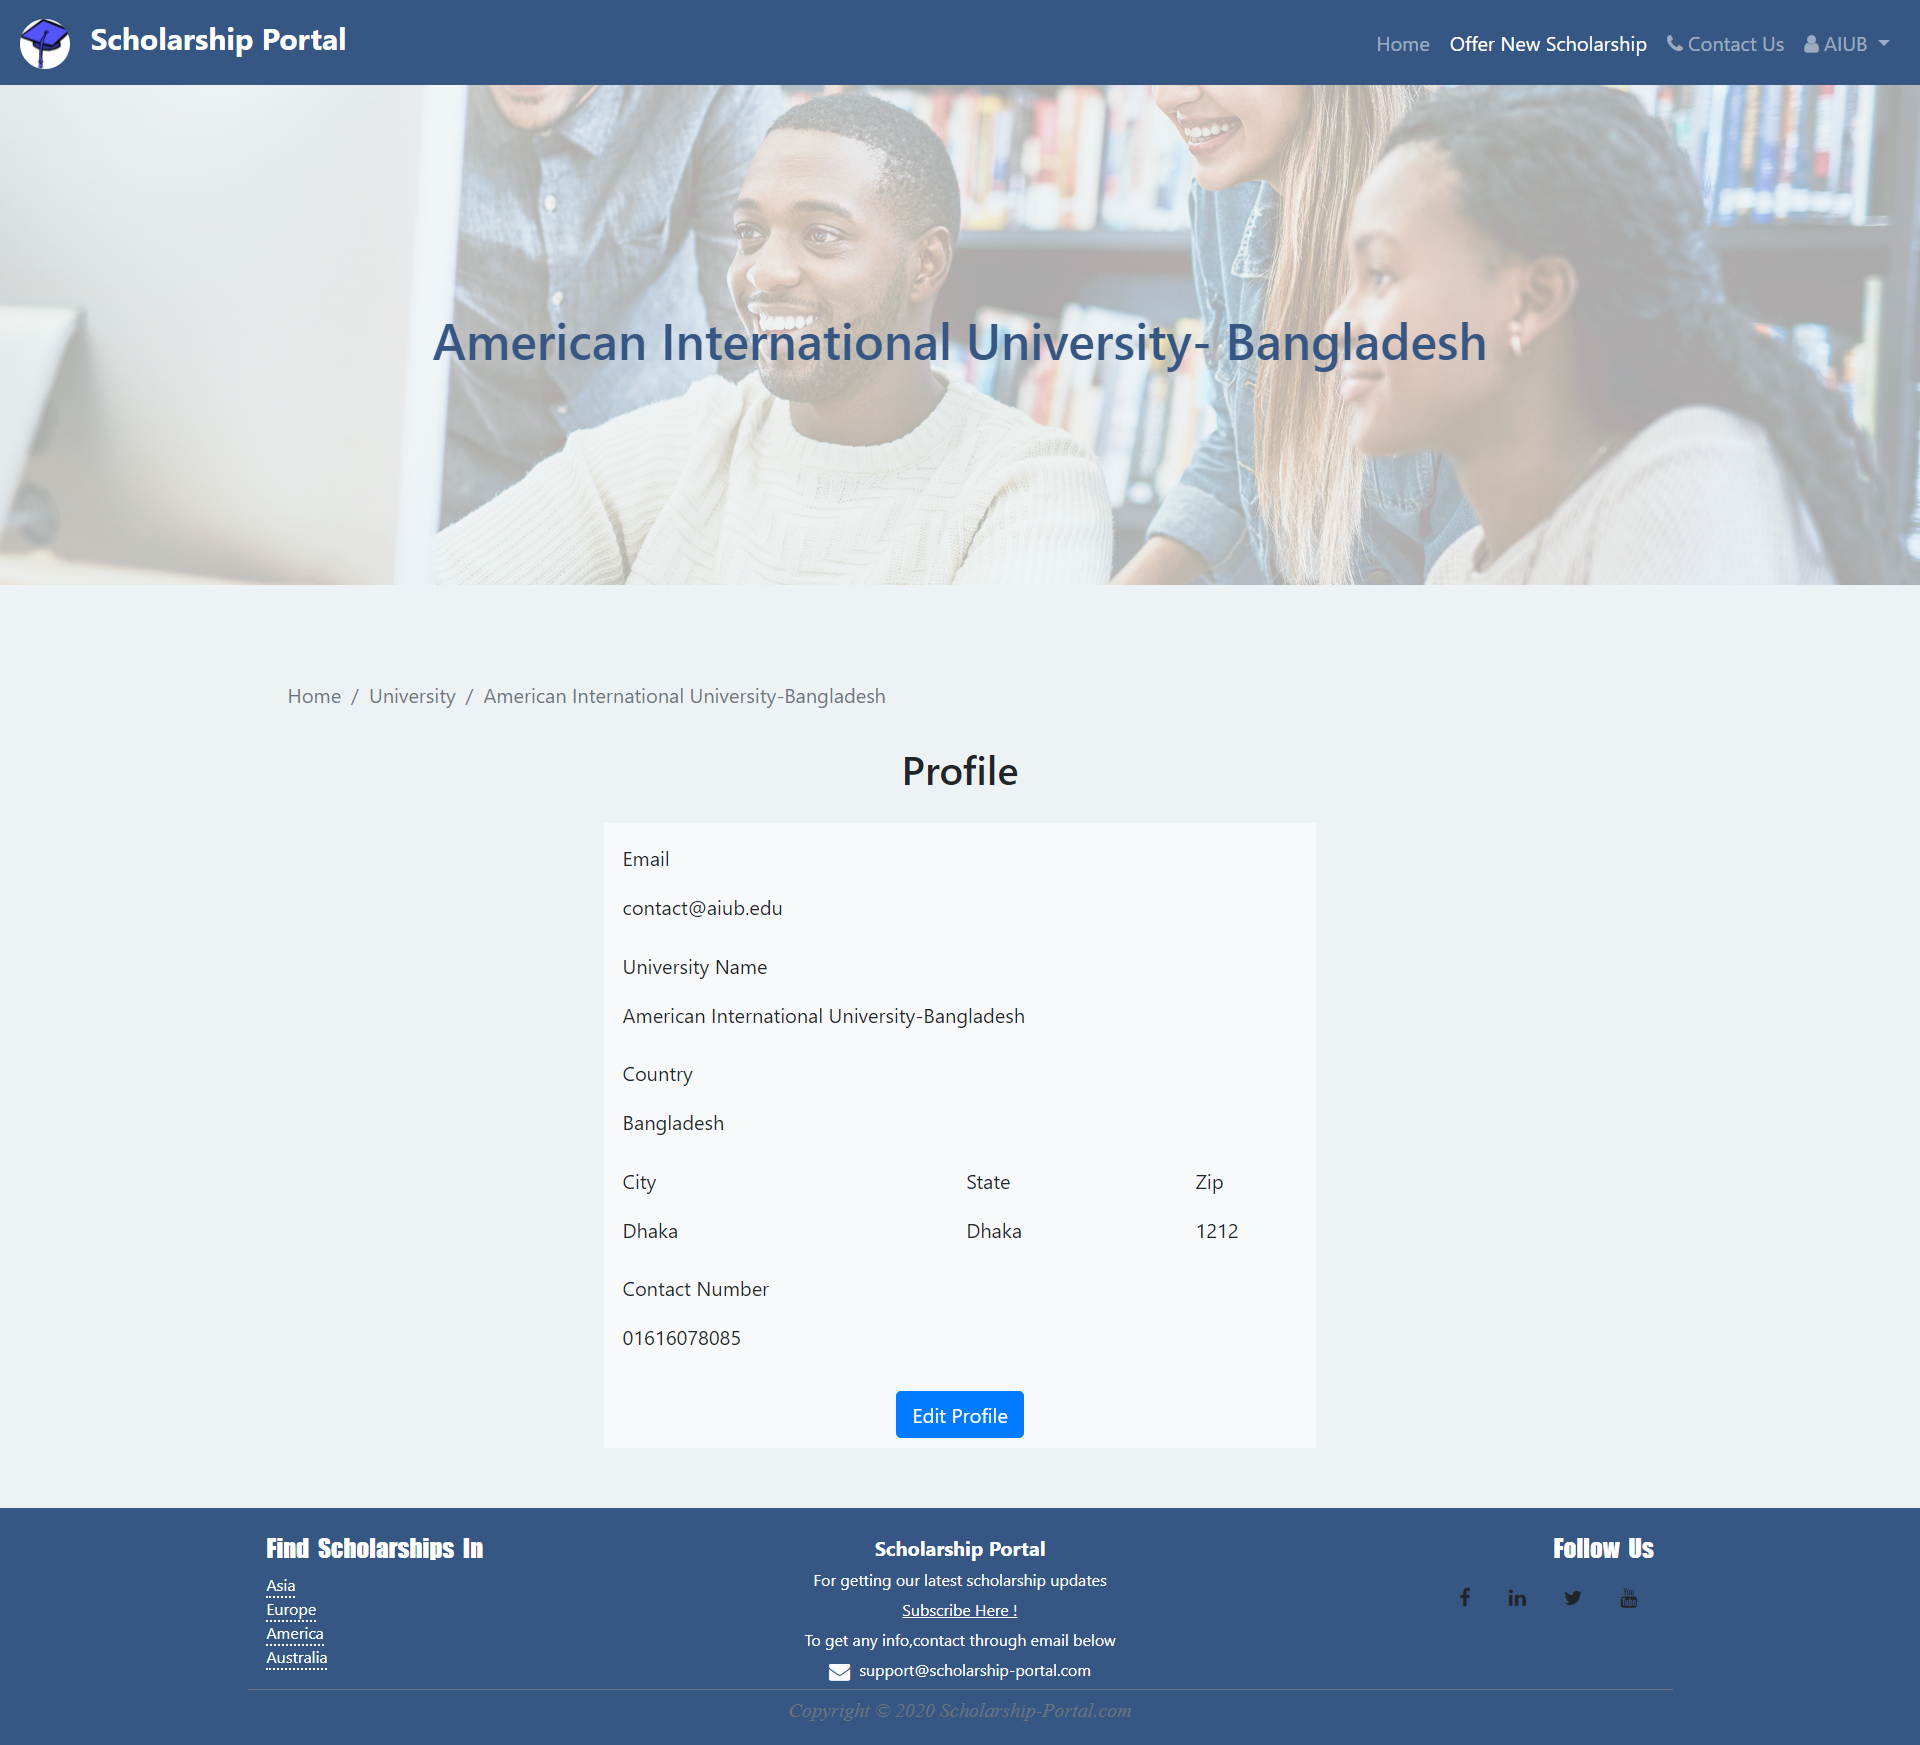 Scholarship Portal
Home Offer New Scholarship Contact Us AIUB
American International University- Bangladesh
Home / University / American International University-Bangladesh
Profile
Email
contact@aiub.edu
University Name
American International University-Bangladesh
Country
Bangladesh
City State Zip
Dhaka Dhaka 1212
Contact Number
01616078085
Edit Profile
Find Scholarships In
Asia
Europe
America
Australia
Scholarship Portal
For getting our latest scholarship updates
Subscribe Here !
To get any info,contact through email below
support@scholarship-portal.com
Follow Us
You Tube
Copyright © 2020 Scholarship-Portal.com